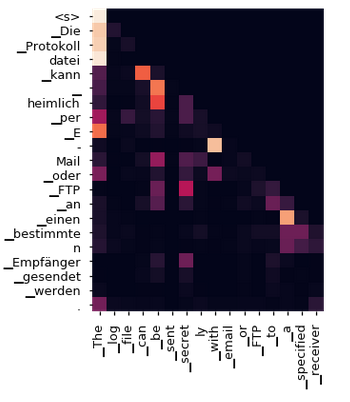 <s>
_Die
_Protokoll
datei
_kann
_
heimlich
_per
_E
-
Mail
_oder
_FTP
_an
_einen
_bestimmte
n
_Empfänger
_gesendet
_werden
.
_The
_log
_file
_can
_be
_sent
_secret
ly
_with
_email
_or
_FTP
_to
_a
_specified
_receiver